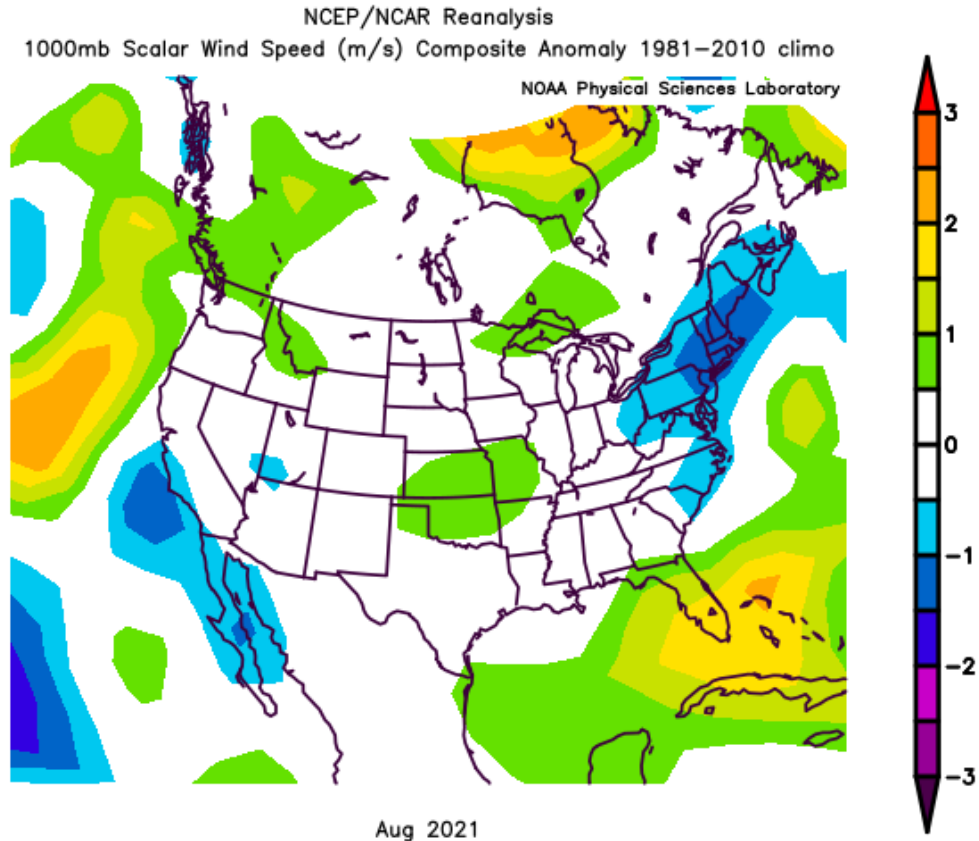 NCEP/NCAR Reanalysis
1000mb Scalar Wind Speed (m/s) Composite Anomaly 1981−2010 climo
NOAA Physical Sciences Laboratory
3
2
1
0
−1
−2
−3
Aug 2021